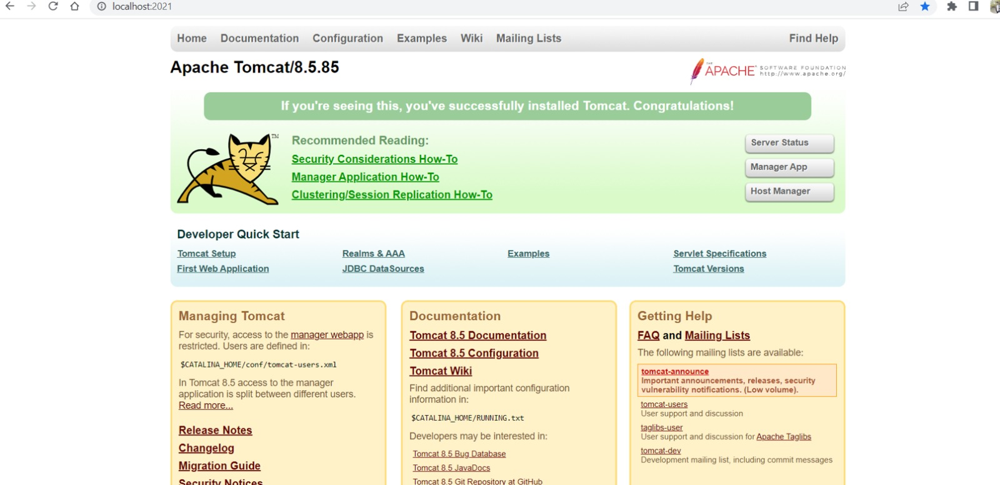 localhost:2021
Home Documentation Configuration Examples Wiki Mailing Lists Find Help
Apache Tomcat/8.5.85
THE APACHE® SOFTWARE FOUNDATION
http://www.apache.org/
If you're seeing this, you've successfully installed Tomcat. Congratulations!
TM
Recommended Reading:
Security Considerations How-To
Manager Application How-To
Clustering/Session Replication How-To
Server Status
Manager App
Host Manager
Developer Quick Start
Tomcat Setup
First Web Application
Realms & AAA
JDBC DataSources
Examples
Servlet Specifications
Tomcat Versions
Managing Tomcat
For security, access to the manager webapp is
restricted. Users are defined in:
$CATALINA_HOME/conf/tomcat-users.xml
In Tomcat 8.5 access to the manager
application is split between different users.
Read more...
Release Notes
Changelog
Migration Guide
Security Notices
Documentation
Tomcat 8.5 Documentation
Tomcat 8.5 Configuration
Tomcat Wiki
Find additional important configuration
information in:
$CATALINA_HOME/RUNNING.txt
Developers may be interested in:
Tomcat 8.5 Bug Database
Tomcat 8.5 JavaDocs
Tomcat 8.5 Git Repository at GitHub
Getting Help
FAQ and Mailing Lists
The following mailing lists are available:
tomcat-announce
Important announcements, releases, security
vulnerability notifications. (Low volume).
tomcat-users
User support and discussion
taglibs-user
User support and discussion for Apache Taglibs
tomcat-dev
Development mailing list, including commit messages